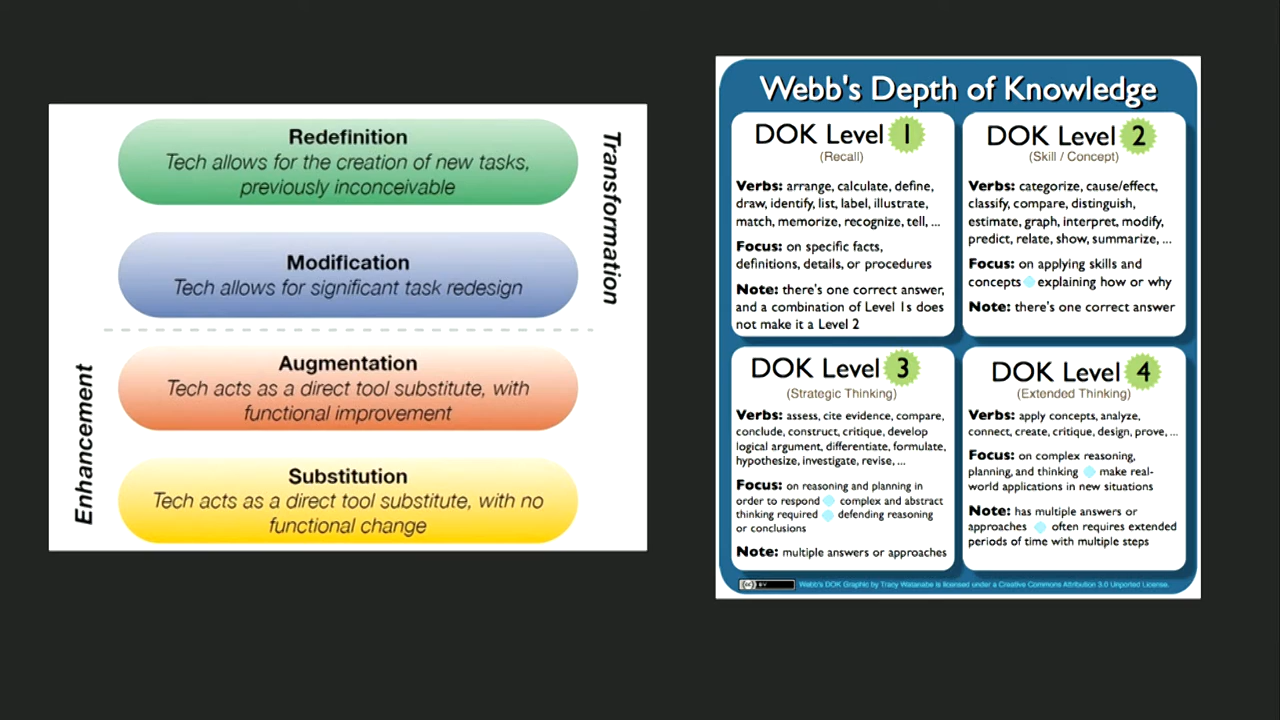 Redefinition
Tech allows for the creation of new tasks,
previously inconceivable
Modification
Tech allows for significant task redesign
Transformation
Augmentation
Tech acts as a direct tool substitute, with
functional improvement
Substitution
Tech acts as a direct tool substitute, with no
functional change
Enhancement
Webb's Depth of Knowledge
DOK Level 1
(Recall)
Verbs: arrange, calculate, define,
draw, identify, list, label, illustrate,
match, memorize, recognize, tell, ...
Focus: on specific facts,
definitions, details, or procedures
Note: there's one correct answer,
and a combination of Level 1s does
not make it a Level 2
DOK Level 2
(Skill / Concept)
Verbs: categorize, cause/effect,
classify, compare, distinguish,
estimate, graph, interpret, modify,
predict, relate, show, summarize, ...
Focus: on applying skills and
concepts explaining how or why
Note: there's one correct answer
DOK Level 3
(Strategic Thinking)
Verbs: assess, cite evidence, compare,
conclude, construct, critique, develop
logical argument, differentiate, formulate,
hypothesize, investigate, revise, ...
Focus: on reasoning and planning in
order to respond complex and abstract
thinking required defending reasoning
or conclusions
Note: multiple answers or approaches
DOK Level 4
(Extended Thinking)
Verbs: apply concepts, analyze,
connect, create, critique, design, prove, ...
Focus: on complex reasoning,
planning, and thinking make real-
world applications in new situations
Note: has multiple answers or
approaches often requires extended
periods of time with multiple steps
(cc) BY
Webb's DOK Graphic by Tracy Watanabe is licensed under a Creative Commons Attribution 3.0 Unported License.